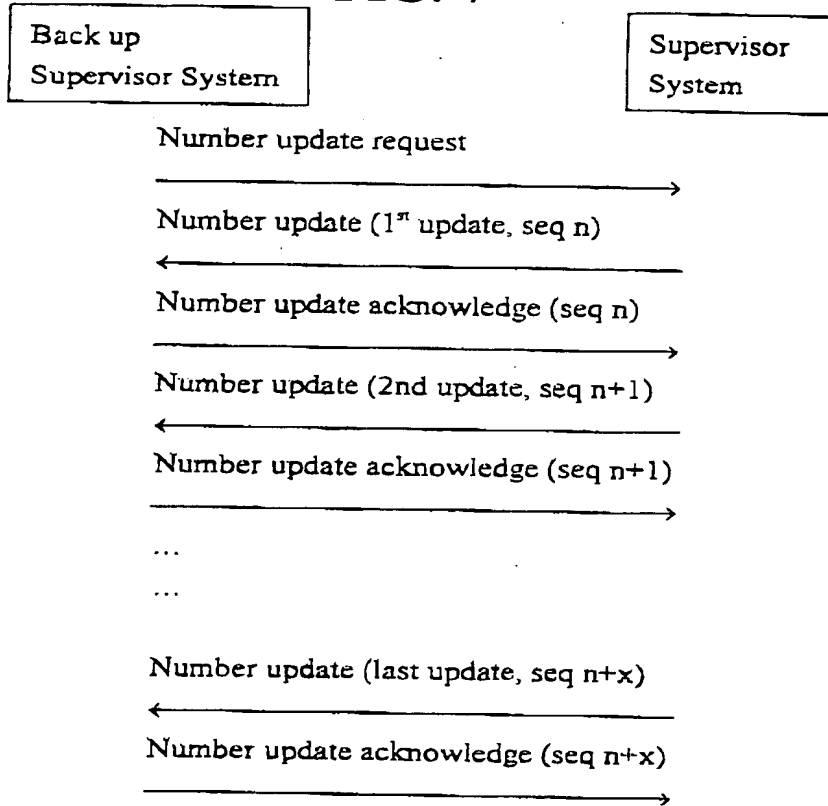 Back up
Supervisor System
Supervisor
System
Number update request
Number update (1st update, seq n)
Number update acknowledge (seq n)
Number update (2nd update, seq n+1)
Number update acknowledge (seq n+1)
...
...
Number update (last update, seq n+x)
Number update acknowledge (seq n+x)